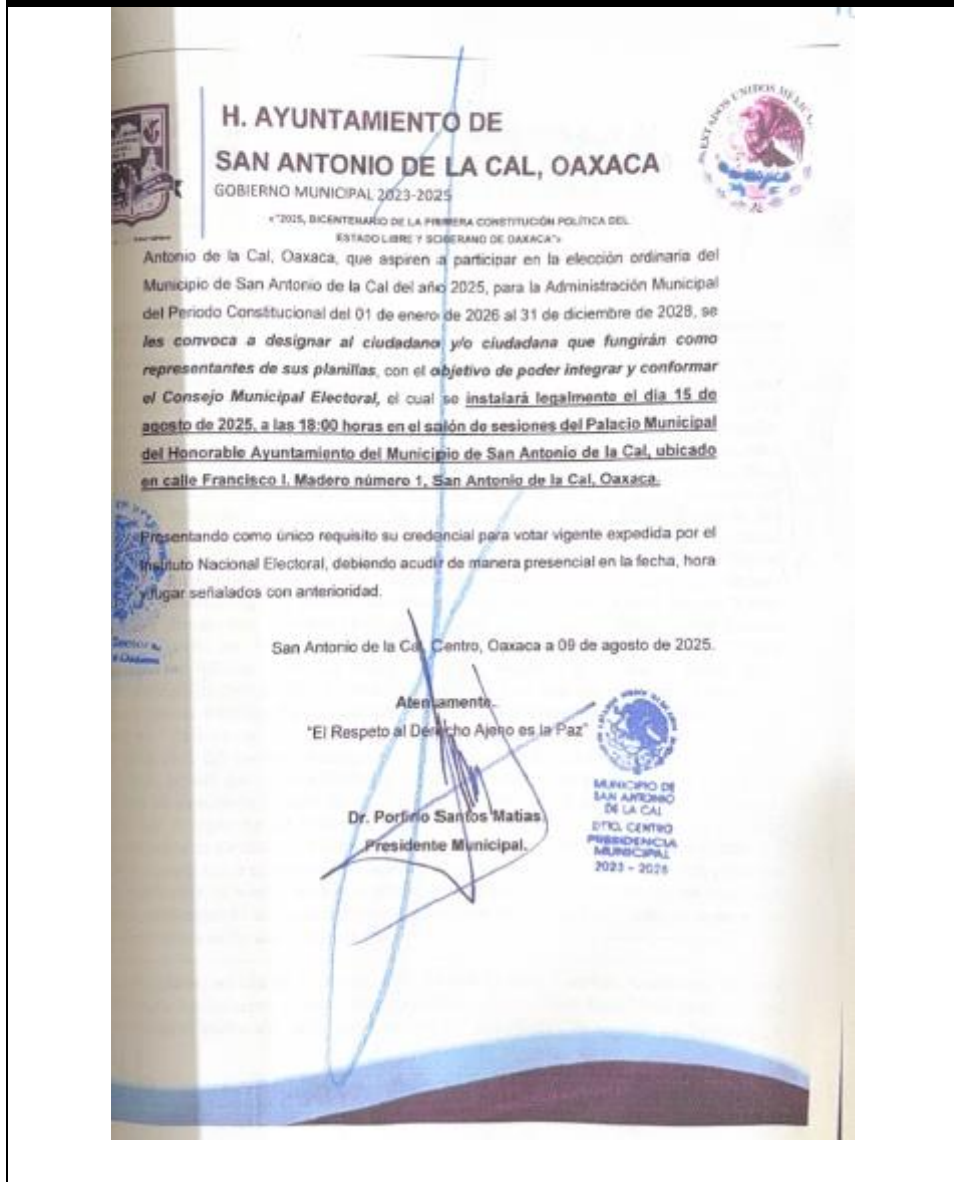 H. AYUNTAMIENTO DE
SAN ANTONIO DE LA CAL, OAXACA
GOBIERNO MUNICIPAL 2023-2025
«"2025, BICENTENARIO DE LA PRIMERA CONSTITUCIÓN POLÍTICA DEL
ESTADO LIBRE Y SOBERANO DE OAXACA"»
ESTADOS UNIDOS
Antonio de la Cal, Oaxaca, que aspiren a participar en la elección ordinaria del
Municipio de San Antonio de la Cal del año 2025, para la Administración Municipal
del Periodo Constitucional del 01 de enero de 2026 al 31 de diciembre de 2028, se
les convoca a designar al ciudadano y/o ciudadana que fungirán como
representantes de sus planillas, con el objetivo de poder integrar y conformar
el Consejo Municipal Electoral, el cual se instalará legalmente el día 15 de
agosto de 2025, a las 18:00 horas en el salón de sesiones del Palacio Municipal
del Honorable Ayuntamiento del Municipio de San Antonio de la Cal, ubicado
en calle Francisco I. Madero número 1, San Antonio de la Cal, Oaxaca.
Presentando como único requisito su credencial para votar vigente expedida por el
Instituto Nacional Electoral, debiendo acudir de manera presencial en la fecha, hora
y lugar señalados con anterioridad.
San Antonio de la Cal, Centro, Oaxaca a 09 de agosto de 2025.
Atentamente.
"El Respeto al Derecho Ajeno es la Paz"
Dr. Porfirio Santos Matias
Presidente Municipal.
MUNICIPIO DE
SAN ANTONIO
DE LA CAL
DTTO. CENTRO
PRESIDENCIA
MUNICIPAL
2023 - 2025